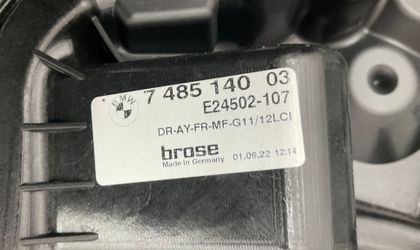 BMW
7 485 140 03
E24502-107
DR-AY-FR-MF-G11/12LCI
brose
Made in Germany 01.06.22 12:14